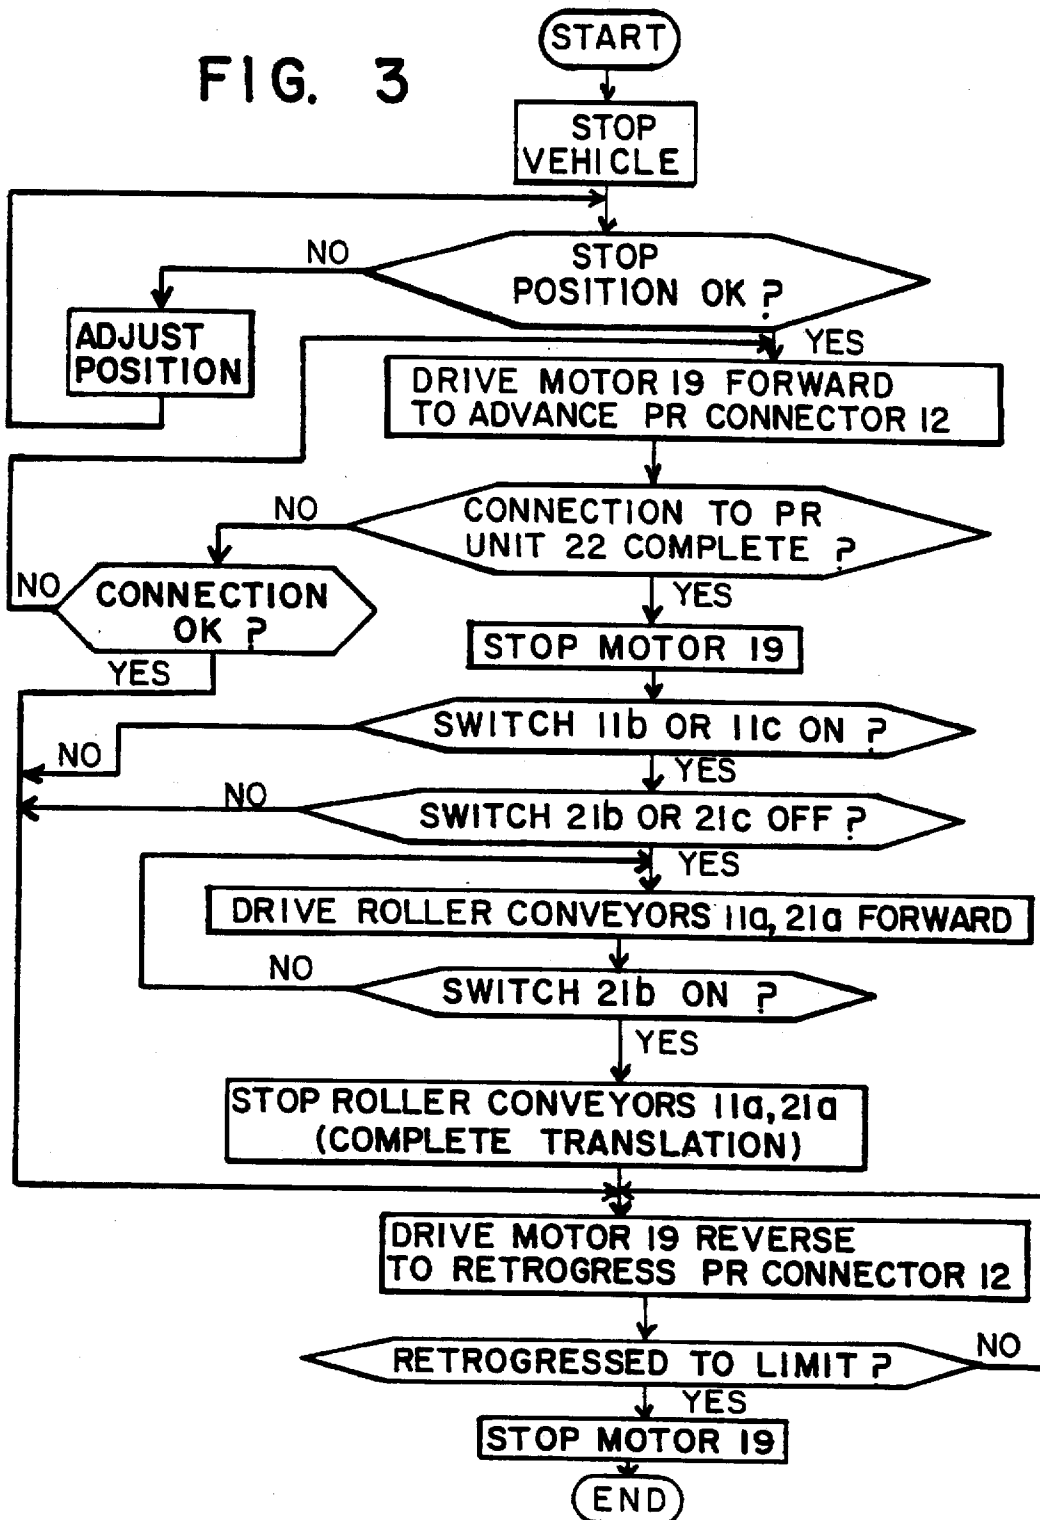 START
FIG. 3
STOP
VEHICLE
NO
STOP
POSITION OK ?
ADJUST
POSITION
YES
DRIVE MOTOR 19 FORWARD
TO ADVANCE PR CONNECTOR 12
NO
CONNECTION TO PR
UNIT 22 COMPLETE ?
NO
CONNECTION
OK ?
YES
YES
STOP MOTOR 19
SWITCH 11b OR 11c ON ?
NO
YES
NO
SWITCH 21b OR 21c OFF ?
YES
DRIVE ROLLER CONVEYORS 11a, 21a FORWARD
NO
SWITCH 21b ON ?
YES
STOP ROLLER CONVEYORS 11a, 21a
(COMPLETE TRANSLATION)
DRIVE MOTOR 19 REVERSE
TO RETROGRESS PR CONNECTOR 12
RETROGRESSED TO LIMIT ?
NO
YES
STOP MOTOR 19
END